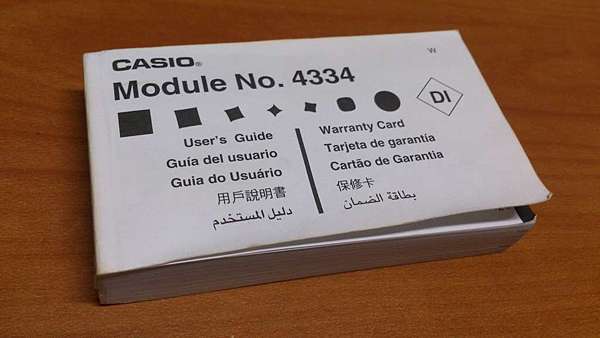 CASIO®
W
Module No. 4334
DI
User's Guide
Guía del usuario
Guia do Usuário
用戶說明書
دليل المستخدم
Warranty Card
Tarjeta de garantía
Cartão de Garantia
保修卡
بطاقة الضمان